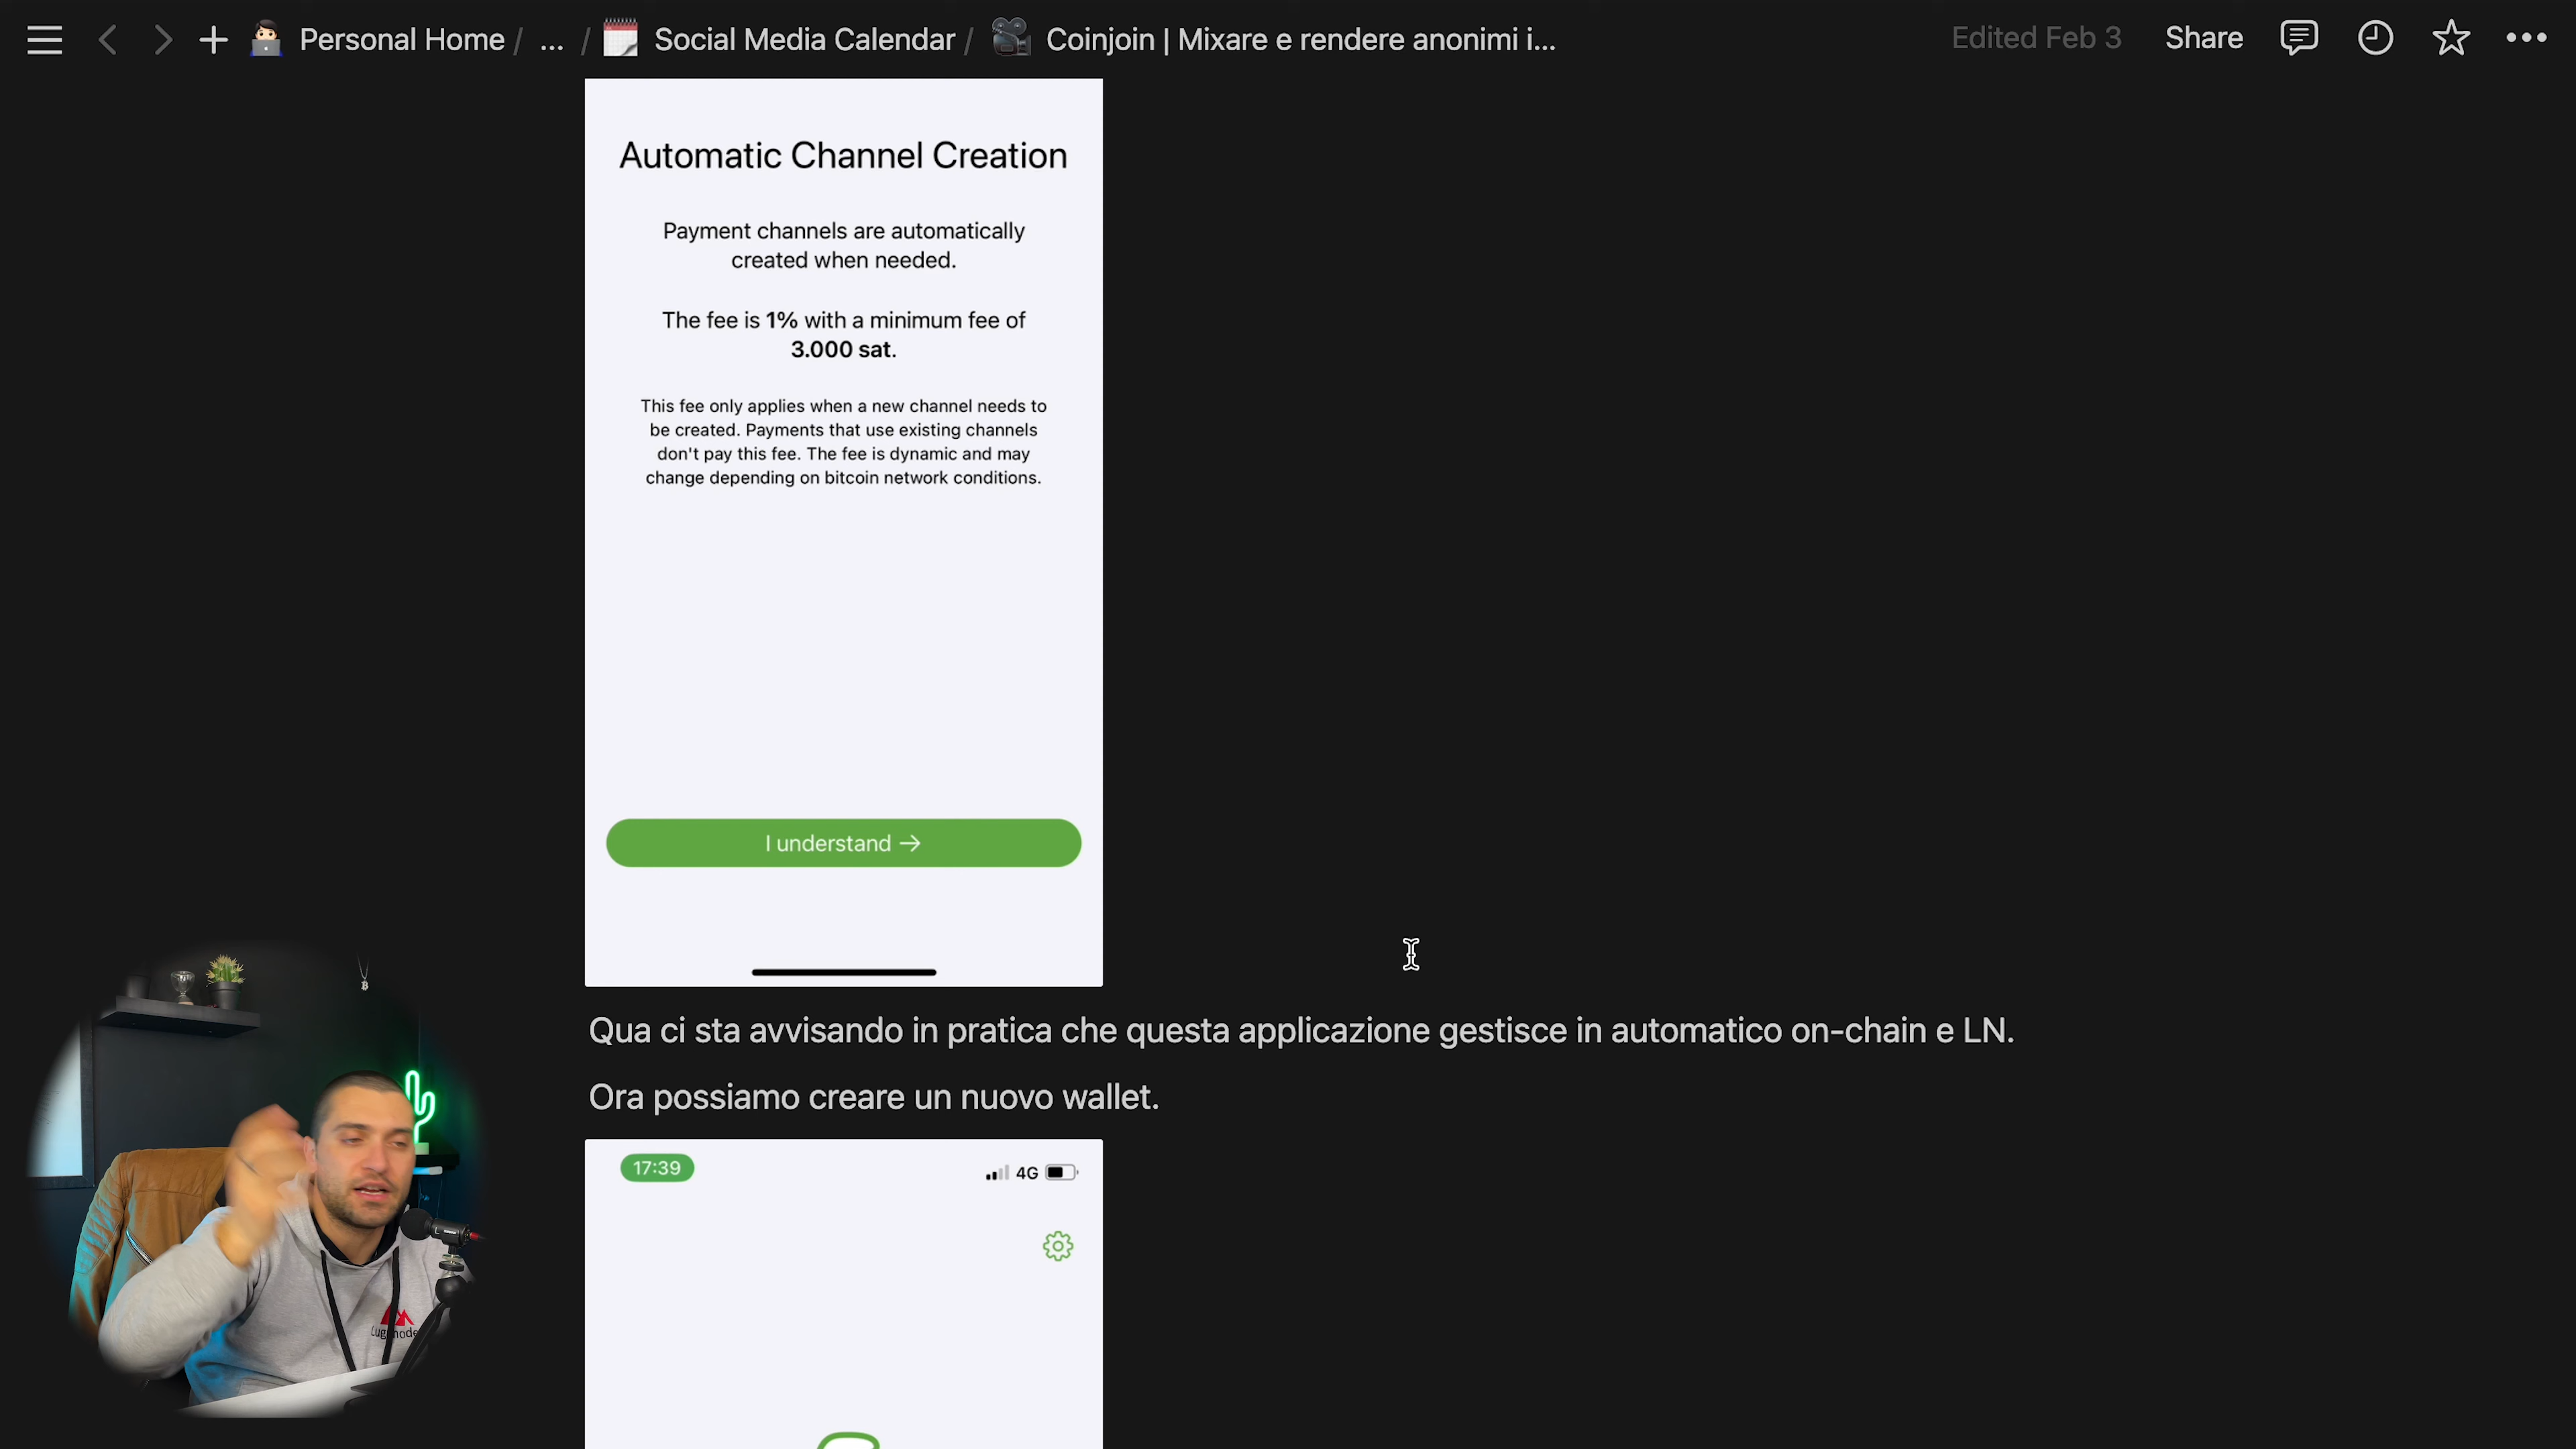 Personal Home / ... / Social Media Calendar / Coinjoin | Mixare e rendere anonimi i...
Edited Feb 3
Share
Automatic Channel Creation
Payment channels are automatically
created when needed.
The fee is 1% with a minimum fee of
3.000 sat.
This fee only applies when a new channel needs to
be created. Payments that use existing channels
don't pay this fee. The fee is dynamic and may
change depending on bitcoin network conditions.
I understand →
Qua ci sta avvisando in pratica che questa applicazione gestisce in automatico on-chain e LN.
Ora possiamo creare un nuovo wallet.
17:39
4G